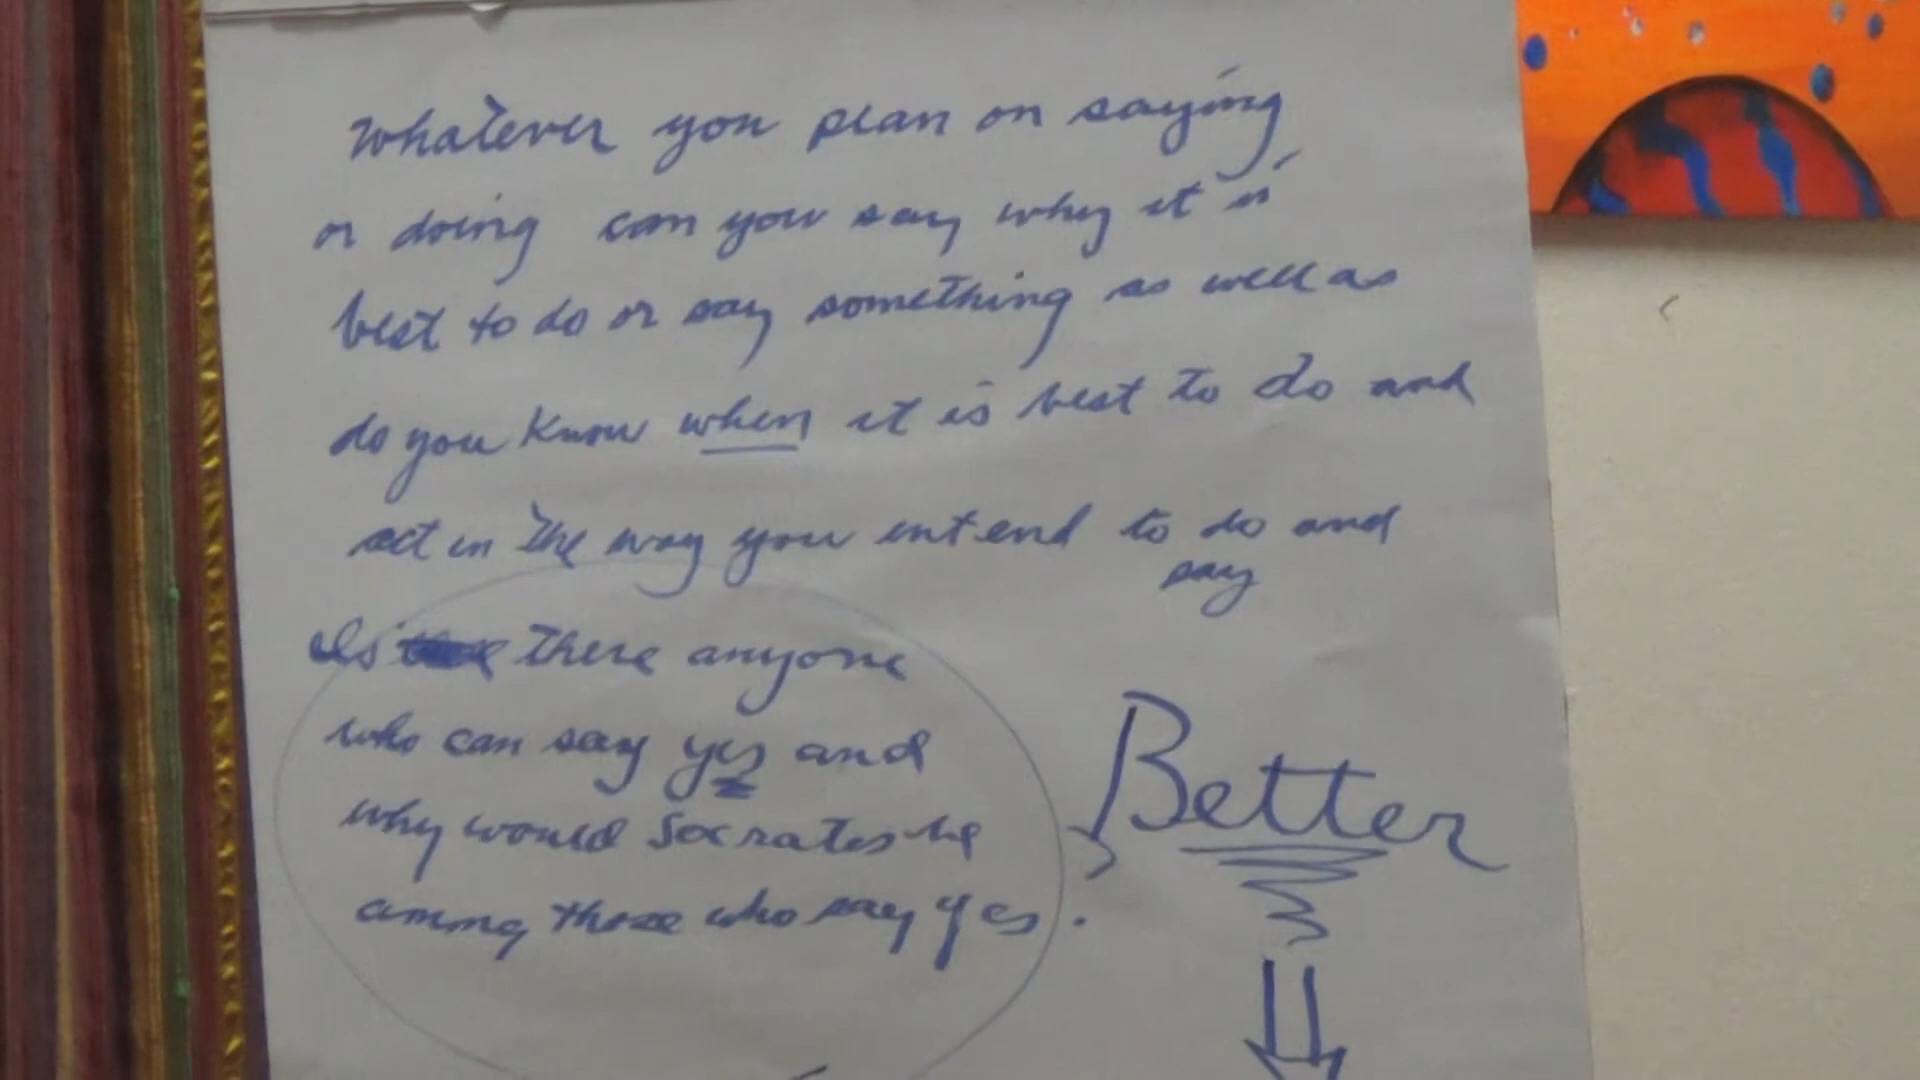 Whatever you plan on saying
or doing can you say why it is
best to do or say something as well as
do you know when it is best to do and
act in the way you intend to do and
say
Is there anyone
who can say yes and
why would Socrates be
among those who say yes.
Better